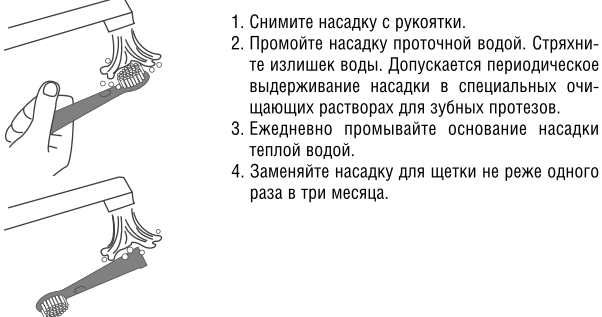 1. Снимите насадку с рукоятки.
2. Промойте насадку проточной водой. Стряхни-
те излишек воды. Допускается периодическое
выдерживание насадки в специальных очи-
щающих растворах для зубных протезов.
3. Ежедневно промывайте основание насадки
теплой водой.
4. Заменяйте насадку для щетки не реже одного
раза в три месяца.